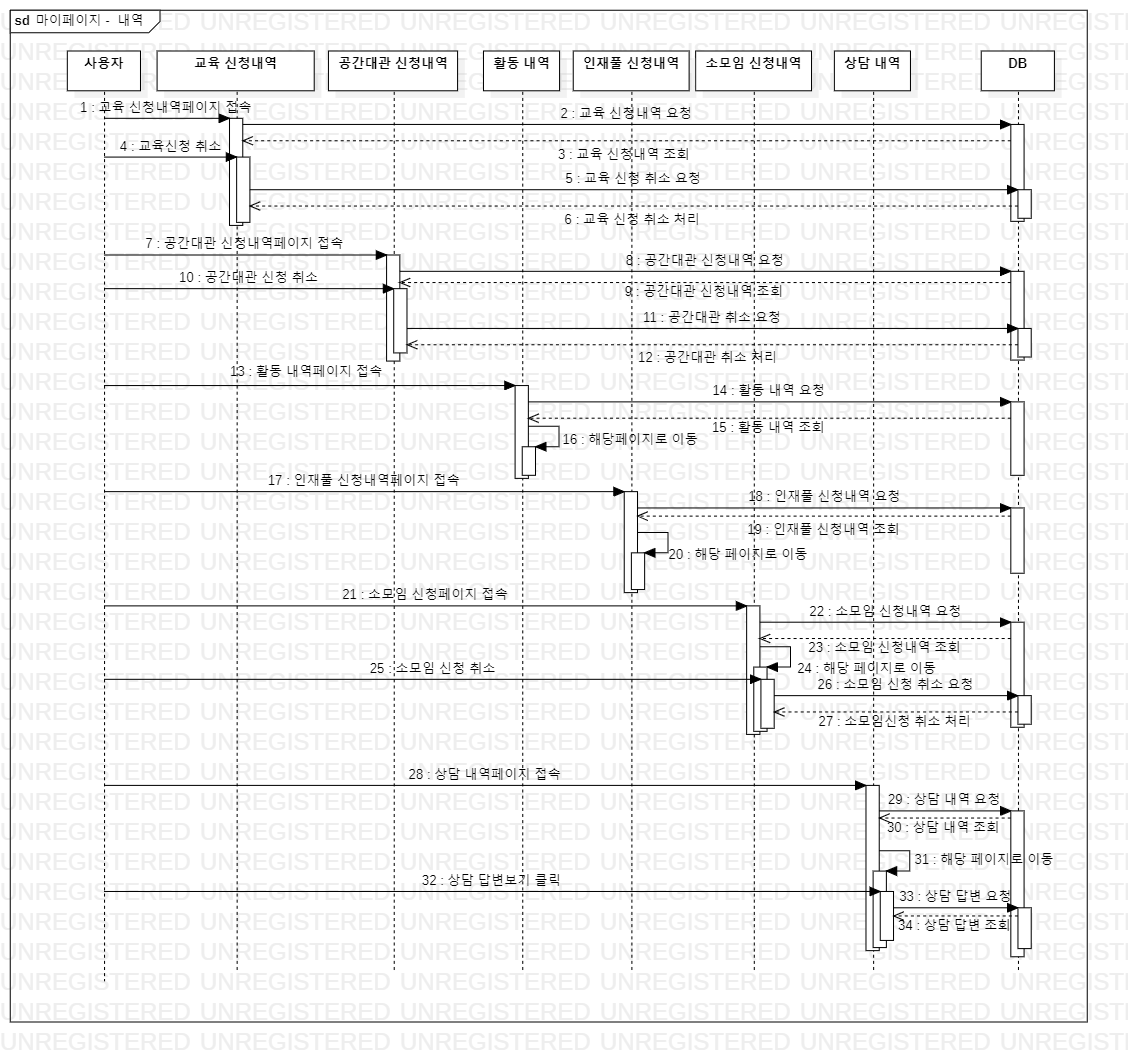 sd 마이페이지 - 내역
사용자
교육 신청내역
공간대관 신청내역
활동 내역
인재풀 신청내역
소모임 신청내역
상담 내역
DB
1 : 교육 신청내역페이지 접속
2 : 교육 신청내역 요청
3 : 교육 신청내역 조회
4 : 교육신청 취소
5 : 교육 신청 취소 요청
6 : 교육 신청 취소 처리
7 : 공간대관 신청내역페이지 접속
8 : 공간대관 신청내역 요청
9 : 공간대관 신청내역 조회
10 : 공간대관 신청 취소
11 : 공간대관 취소 요청
12 : 공간대관 취소 처리
13 : 활동 내역페이지 접속
14 : 활동 내역 요청
15 : 활동 내역 조회
16 : 해당페이지로 이동
17 : 인재풀 신청내역페이지 접속
18 : 인재풀 신청내역 요청
19 : 인재풀 신청내역 조회
20 : 해당 페이지로 이동
21 : 소모임 신청페이지 접속
22 : 소모임 신청내역 요청
23 : 소모임 신청내역 조회
24 : 해당 페이지로 이동
25 : 소모임 신청 취소
26 : 소모임 신청 취소 요청
27 : 소모임신청 취소 처리
28 : 상담 내역페이지 접속
29 : 상담 내역 요청
30 : 상담 내역 조회
31 : 해당 페이지로 이동
32 : 상담 답변보기 클릭
33 : 상담 답변 요청
34 : 상담 답변 조회
UNREGISTERED